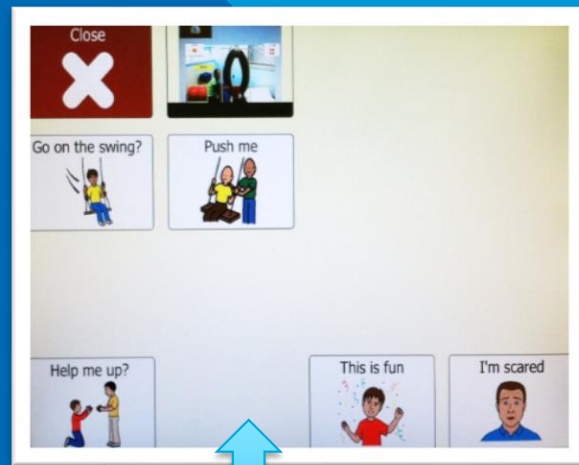 Close
Go on the swing?
Push me
Help me up?
This is fun
I'm scared